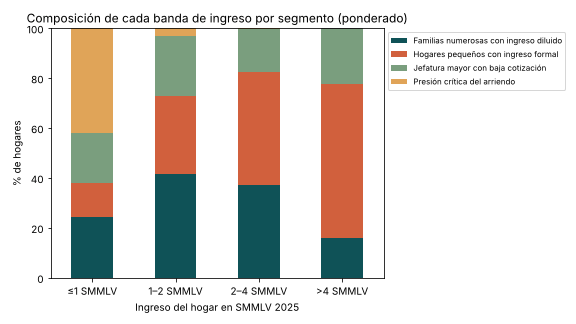 Composición de cada banda de ingreso por segmento (ponderado)
100
80
60
40
20
0
% de hogares
≤1 SMMLV
1–2 SMMLV
2–4 SMMLV
>4 SMMLV
Ingreso del hogar en SMMLV 2025
Familias numerosas con ingreso diluido
Hogares pequeños con ingreso formal
Jefatura mayor con baja cotización
Presión crítica del arriendo